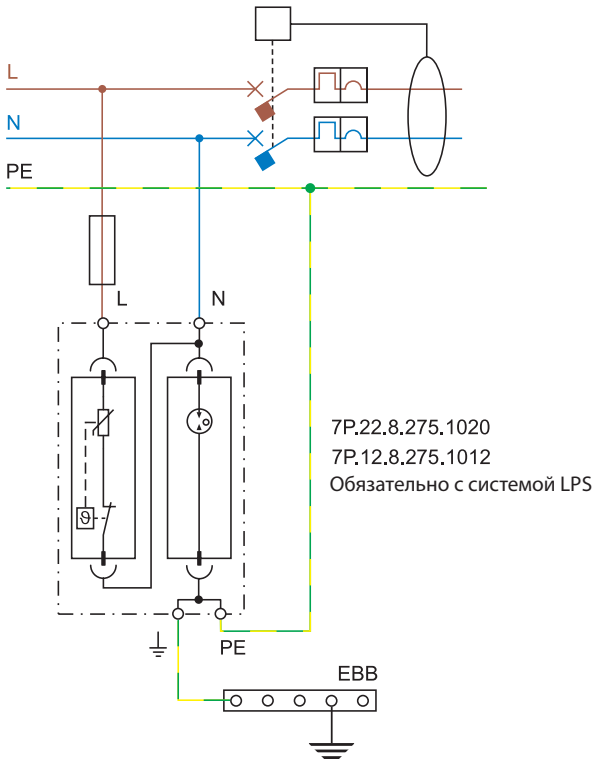 L
N
PE
L
N
7P.22.8.275.1020
7P.12.8.275.1012
Обязательно с системой LPS
ϑ
PE
EBB